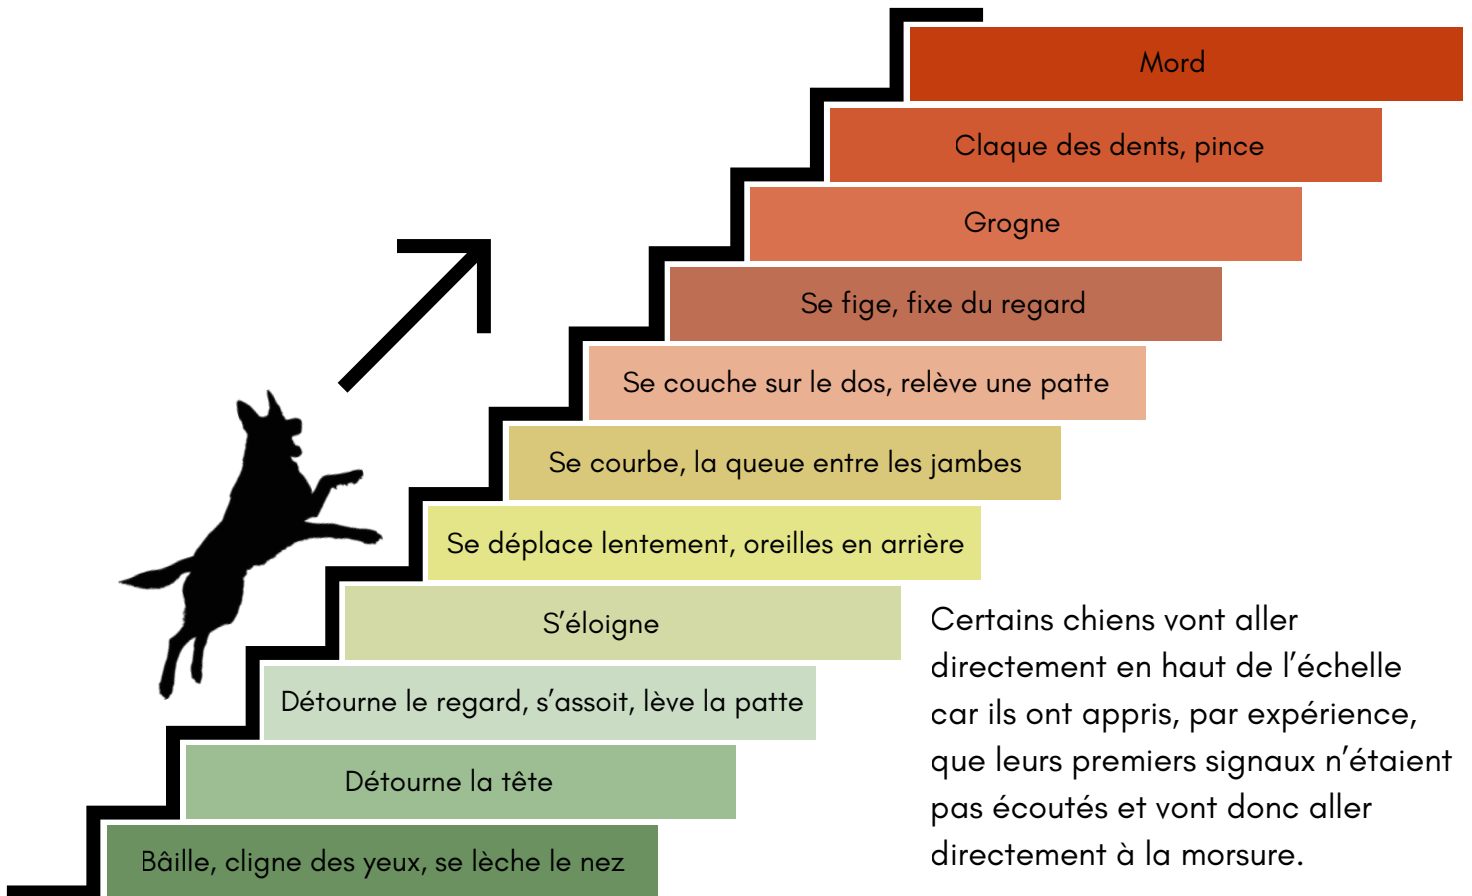 Mord
Claque des dents, pince
Grogne
Se fige, fixe du regard
Se couche sur le dos, relève une patte
Se courbe, la queue entre les jambes
Se déplace lentement, oreilles en arrière
S’éloigne
Détourne le regard, s’assoit, lève la patte
Détourne la tête
Bâille, cligne des yeux, se lèche le nez
Certains chiens vont aller
directement en haut de l’échelle
car ils ont appris, par expérience,
que leurs premiers signaux n’étaient
pas écoutés et vont donc aller
directement à la morsure.